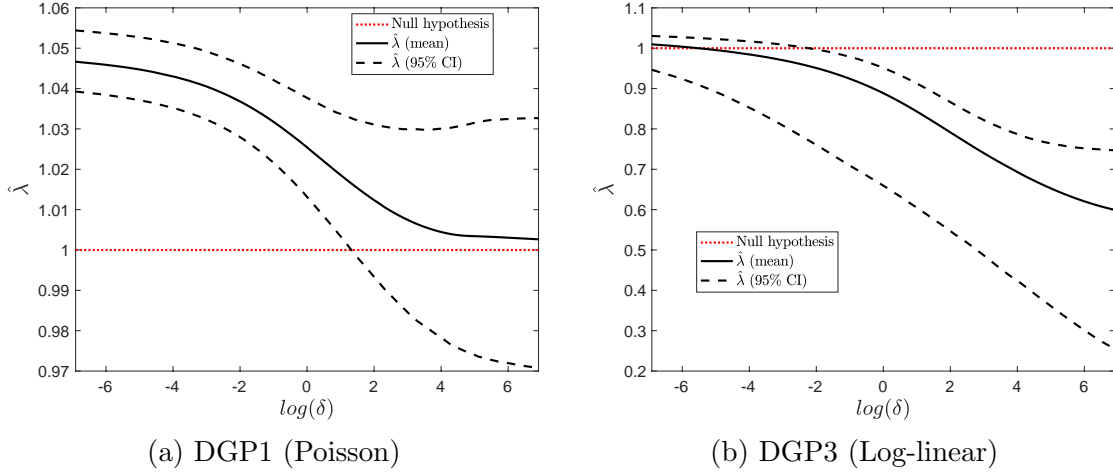 1.06
1.05
1.04
1.03
1.02
1.01
1
0.99
0.98
0.97
λ̂
-6 -4 -2 0 2 4 6
log(δ)
Null hypothesis
λ̂ (mean)
λ̂ (95% CI)
(a) DGP1 (Poisson)
1.1
1
0.9
0.8
0.7
0.6
0.5
0.4
0.3
0.2
λ̂
-6 -4 -2 0 2 4 6
log(δ)
Null hypothesis
λ̂ (mean)
λ̂ (95% CI)
(b) DGP3 (Log-linear)